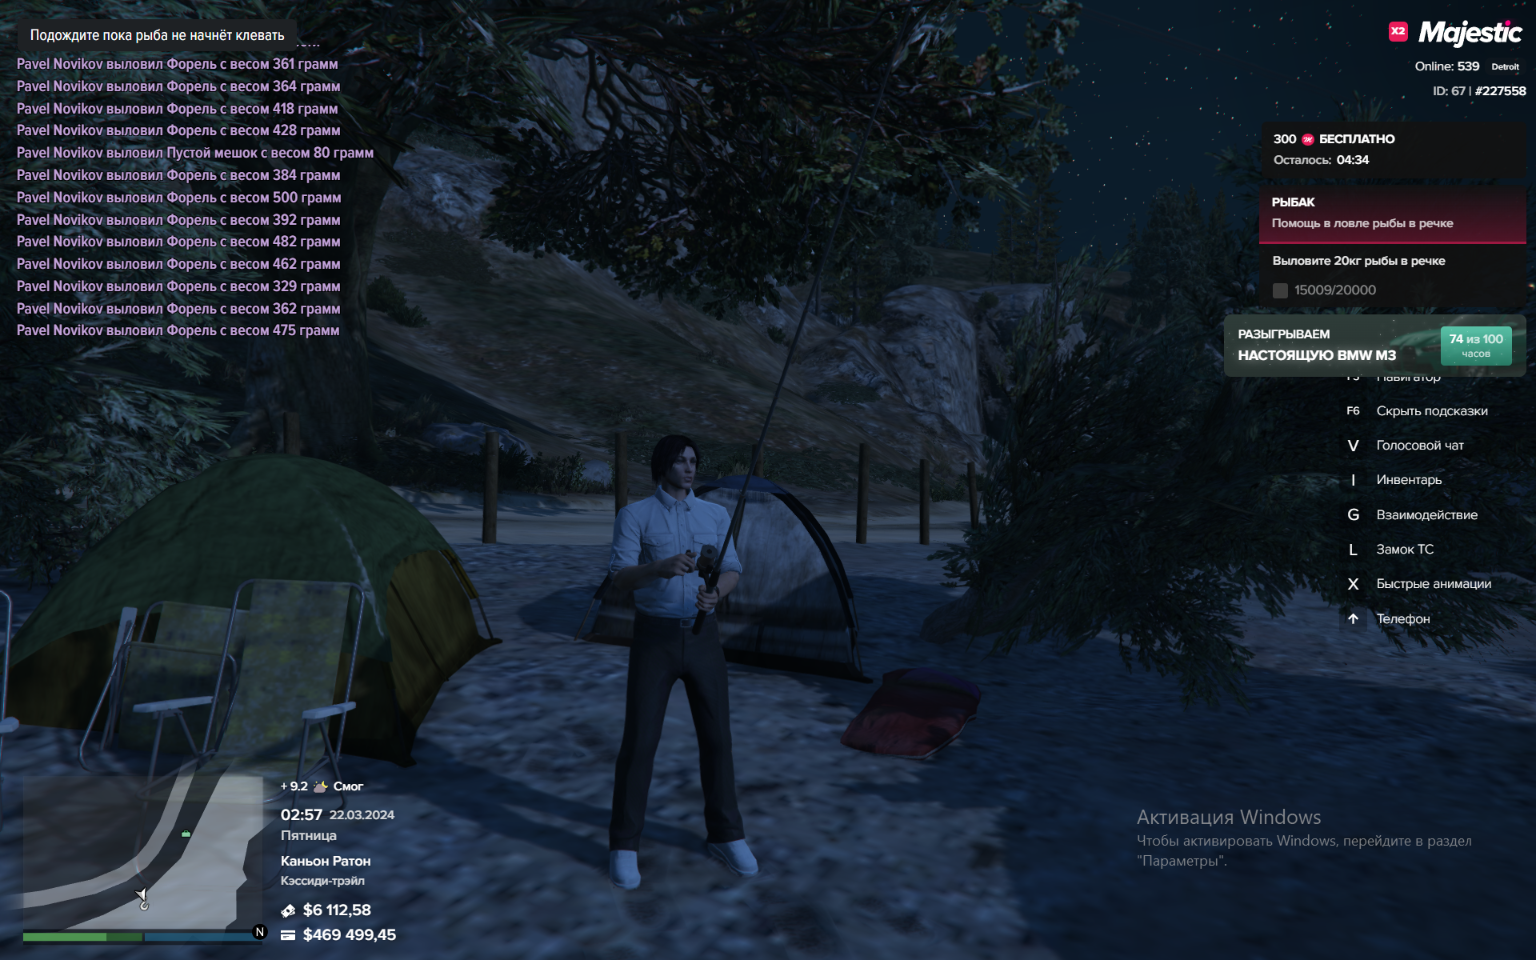 Подождите пока рыба не начнёт клевать
Pavel Novikov выловил Форель с весом 361 грамм
Pavel Novikov выловил Форель с весом 364 грамм
Pavel Novikov выловил Форель с весом 418 грамм
Pavel Novikov выловил Форель с весом 428 грамм
Pavel Novikov выловил Пустой мешок с весом 80 грамм
Pavel Novikov выловил Форель с весом 384 грамм
Pavel Novikov выловил Форель с весом 500 грамм
Pavel Novikov выловил Форель с весом 392 грамм
Pavel Novikov выловил Форель с весом 482 грамм
Pavel Novikov выловил Форель с весом 462 грамм
Pavel Novikov выловил Форель с весом 329 грамм
Pavel Novikov выловил Форель с весом 362 грамм
Pavel Novikov выловил Форель с весом 475 грамм
X2 Majestic
Online: 539 Detroit
ID: 67 | #227558
300 БЕСПЛАТНО
Осталось: 04:34
РЫБАК
Помощь в ловле рыбы в речке
Выловите 20кг рыбы в речке
15009/20000
РАЗЫГРЫВАЕМ
НАСТОЯЩУЮ BMW M3
74 из 100
часов
Навигатор
F6 Скрыть подсказки
V Голосовой чат
I Инвентарь
G Взаимодействие
L Замок ТС
X Быстрые анимации
Телефон
+9.2 Смог
02:57 22.03.2024
Пятница
Каньон Ратон
Кэссиди-трэйл
$6 112,58
$469 499,45
N
Активация Windows
Чтобы активировать Windows, перейдите в раздел
"Параметры".